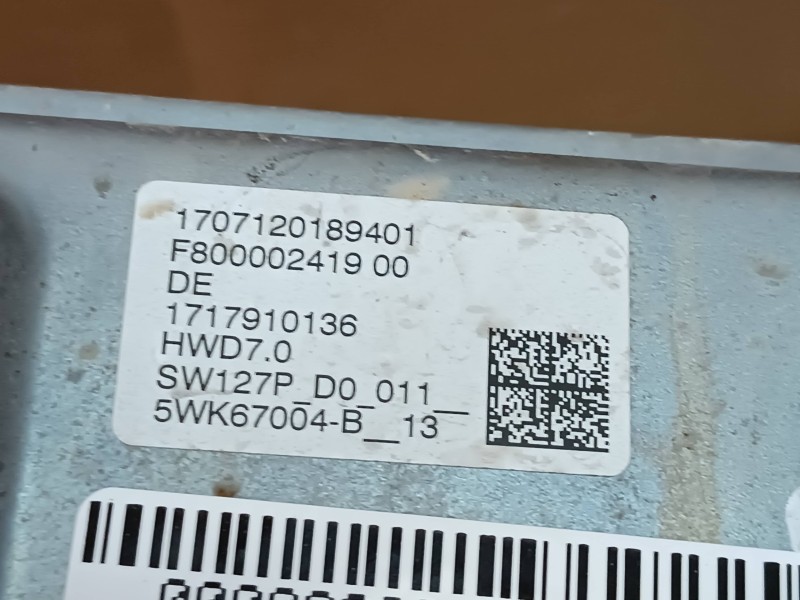 1707120189401
F800002419 00
DE
1717910136
HWD7.0
SW127P_D0_011__
5WK67004-B__13